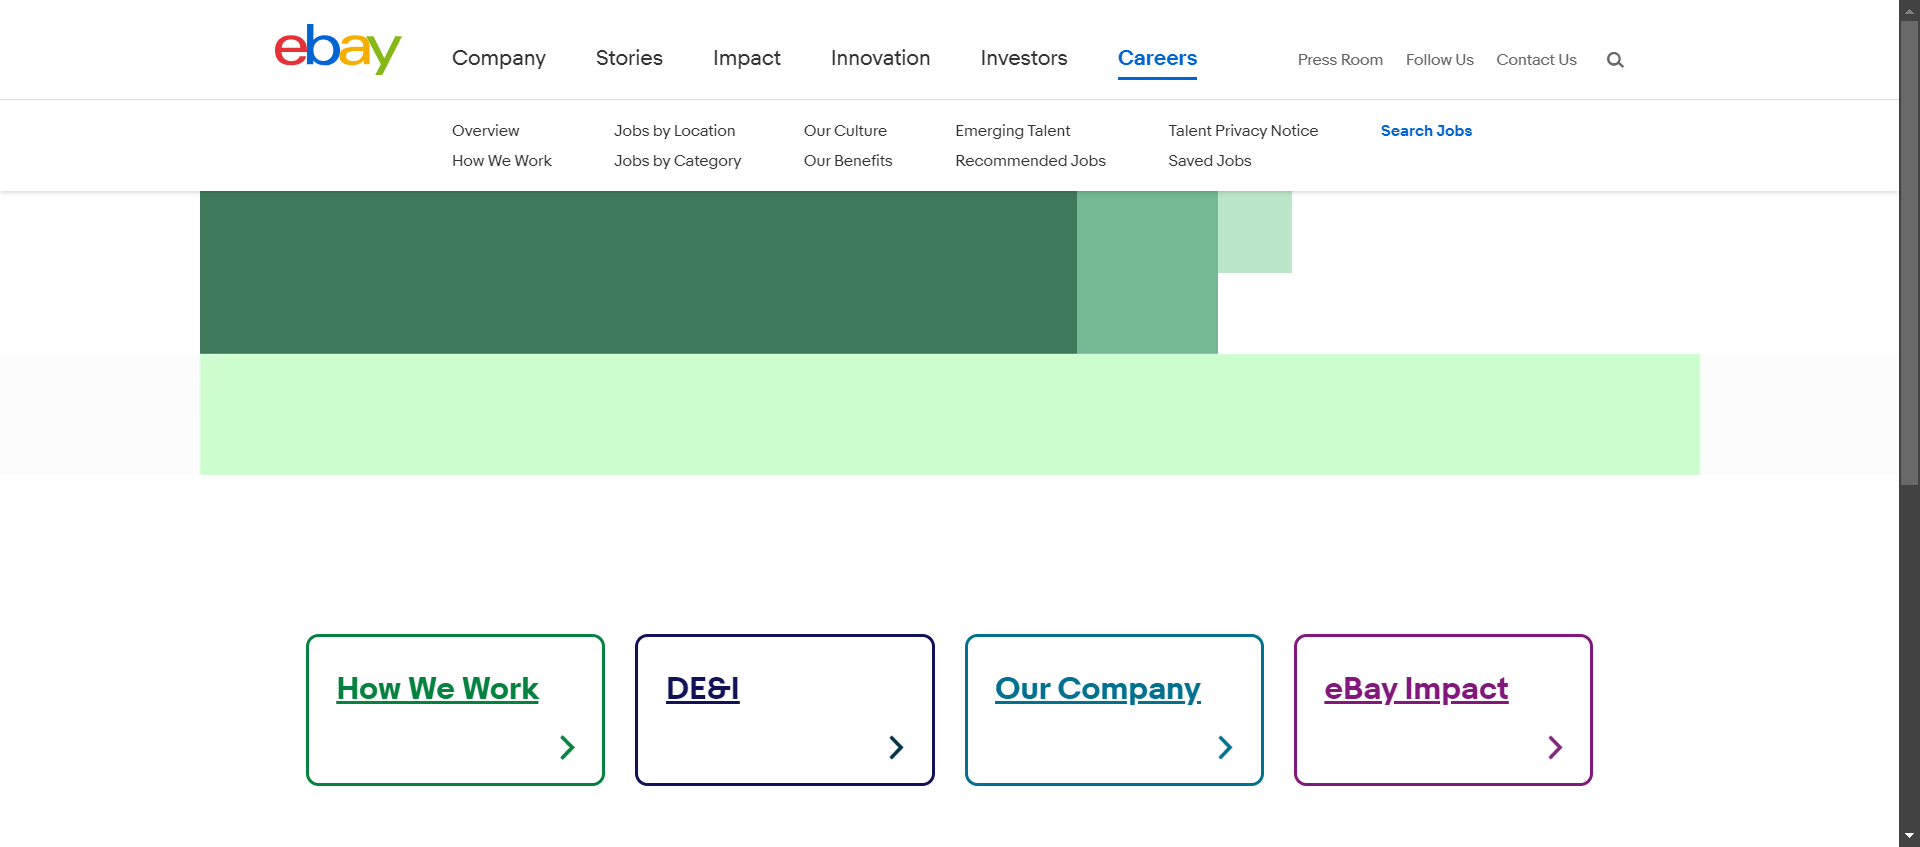 ebay
Company Stories Impact Innovation Investors Careers Press Room Follow Us Contact Us
Overview Jobs by Location Our Culture Emerging Talent Talent Privacy Notice Search Jobs
How We Work Jobs by Category Our Benefits Recommended Jobs Saved Jobs
How We Work DE&I Our Company eBay Impact